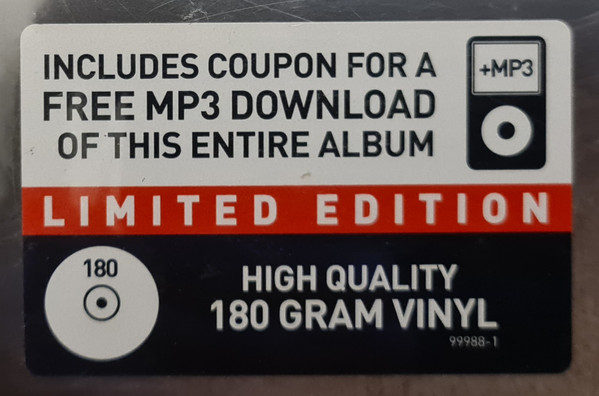 INCLUDES COUPON FOR A
FREE MP3 DOWNLOAD
OF THIS ENTIRE ALBUM
+MP3
LIMITED EDITION
180
HIGH QUALITY
180 GRAM VINYL
99988-1